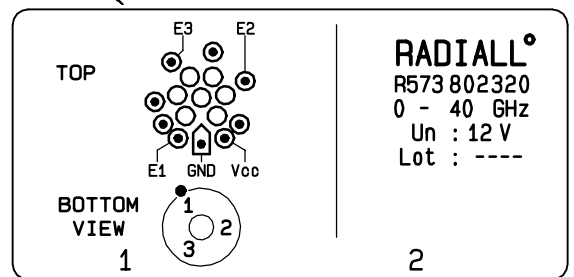 E3 E2
TOP
E1 GND Vcc
BOTTOM
VIEW
1
2
3
1
RADIALL°
R573 802320
0 - 40 GHz
Un : 12 V
Lot : ----
2